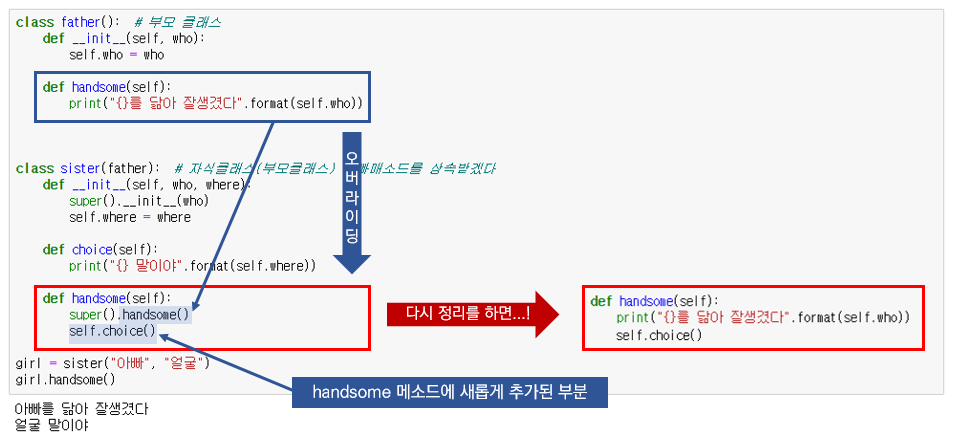 class father():  # 부모 클래스
    def __init__(self, who):
        self.who = who
    def handsome(self):
        print("{}를 닮아 잘생겼다".format(self.who))
오버라이딩
class sister(father):  # 자식클래스(부모클래스) 빠매소드를 상속받겠다
    def __init__(self, who, where):
        super().__init__(who)
        self.where = where
    def choice(self):
        print("{} 말이야".format(self.where))
    def handsome(self):
        super().handsome()
        self.choice()
다시 정리를 하면...!
def handsome(self):
    print("{}를 닮아 잘생겼다".format(self.who))
    self.choice()
girl = sister("아빠", "얼굴")
girl.handsome()
handsome 메소드에 새롭게 추가된 부분
아빠를 닮아 잘생겼다
얼굴 말이야